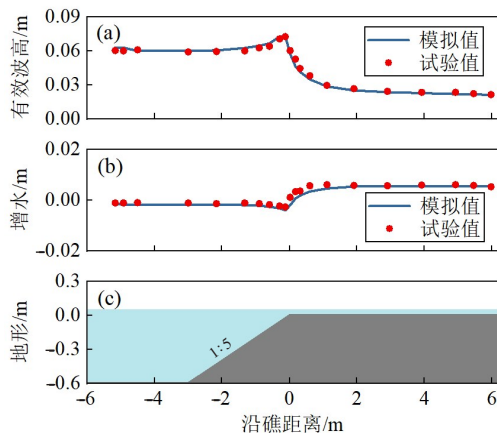 (a)
0.09
0.06
0.03
0.00
有效波高/m
模拟值
试验值
(b)
0.02
0.00
-0.02
增水/m
模拟值
试验值
(c)
0.3
0.0
-0.3
-0.6
地形/m
1:5
-6 -4 -2 0 2 4 6
沿礁距离/m